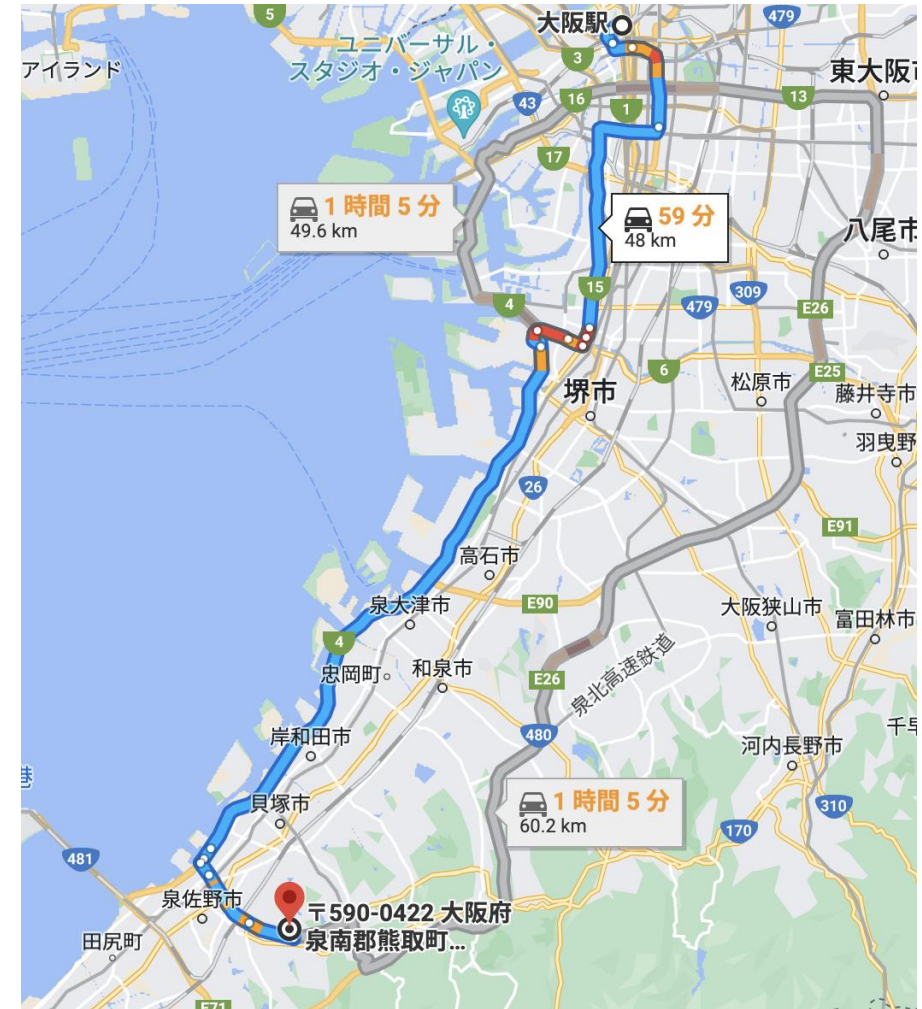 5
大阪駅
479
ユニバーサル・
スタジオ・ジャパン
アイランド
3
東大阪市
43
16
1
13
17
1 時間 5 分
49.6 km
59 分
48 km
八尾市
15
309
4
479
E26
6
E25
堺市
松原市
藤井寺市
羽曳野
26
E91
高石市
泉大津市
E90
大阪狭山市
富田林市
4
忠岡町。
和泉市
E26
泉北高速鉄道
480
千早
岸和田市
河内長野市
港
1 時間 5 分
60.2 km
貝塚市
310
170
481
泉佐野市
〒590-0422 大阪府
泉南郡熊取町...
田尻町
E71